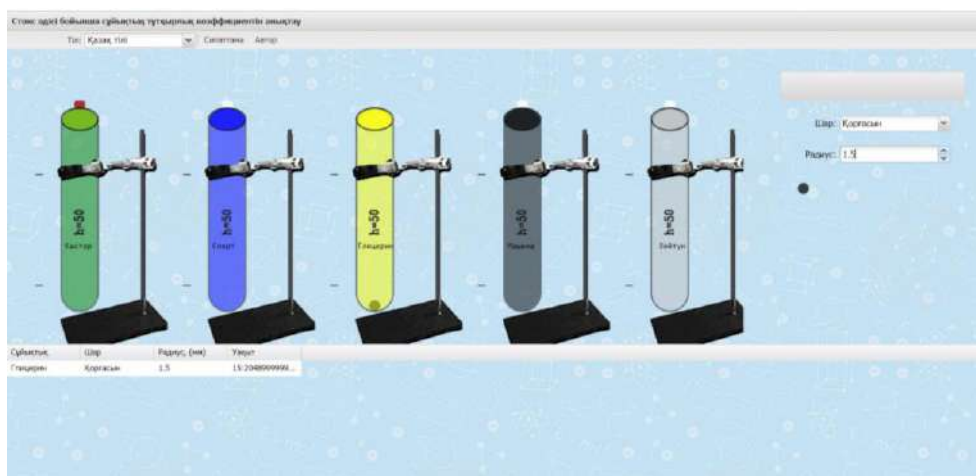 Стокс әдісі бойынша сұйықтың тұтқырлық коэффициентін анықтау
Тіл: Қазақ тілі Сипаттама Автор
Шар: Қорғасын
Радиус: 1.5
h=50 h=50 h=50 h=50 h=50
Кастор Спирт Глицерин Машина Зәйтүн
Сұйықтық Шар Радиус, (мм) Уақыт
Глицерин Қорғасын 1.5